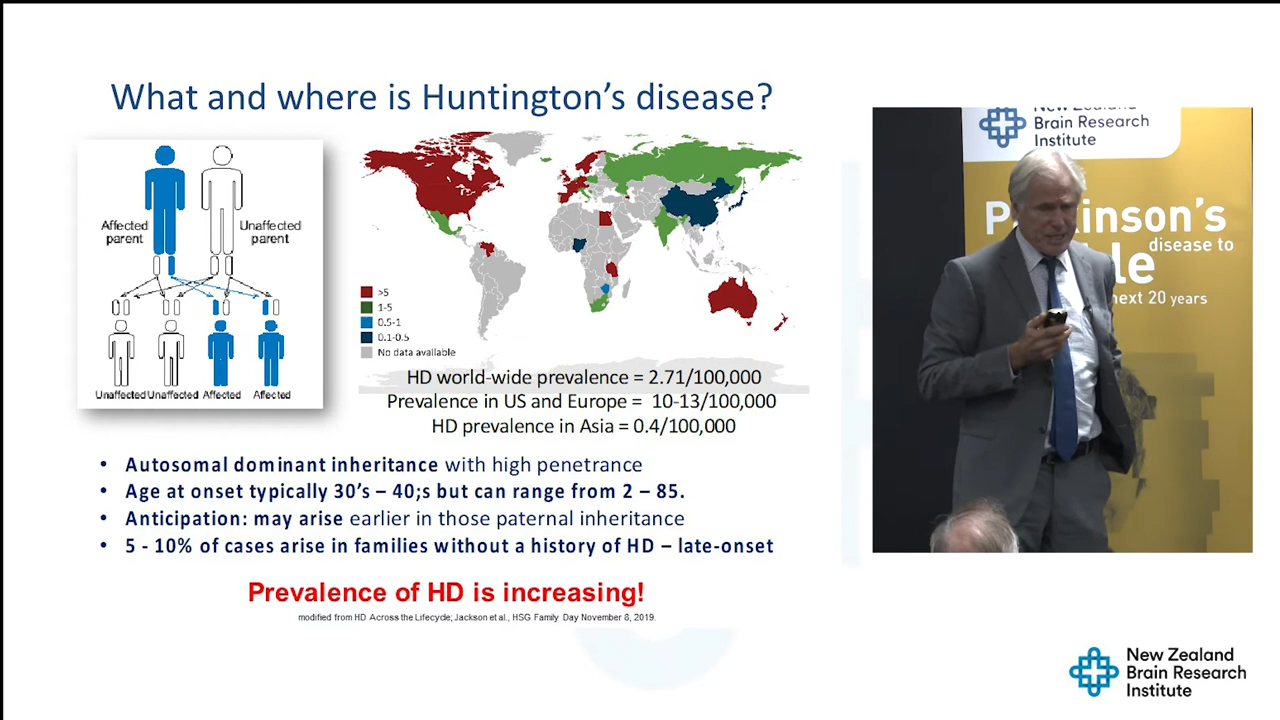 What and where is Huntington's disease?
Affected
parent
Unaffected
parent
Unaffected Unaffected Affected Affected
>5
1-5
0.5-1
0.1-0.5
No data available
HD world-wide prevalence = 2.71/100,000
Prevalence in US and Europe = 10-13/100,000
HD prevalence in Asia = 0.4/100,000
• Autosomal dominant inheritance with high penetrance
• Age at onset typically 30's – 40;s but can range from 2 – 85.
• Anticipation: may arise earlier in those paternal inheritance
• 5 - 10% of cases arise in families without a history of HD – late-onset
Prevalence of HD is increasing!
modified from HD Across the Lifecycle; Jackson et al., HSG Family Day November 8, 2019.
New Zealand
Brain Research
Institute
disease to
next 20 years
New Zealand
Brain Research
Institute